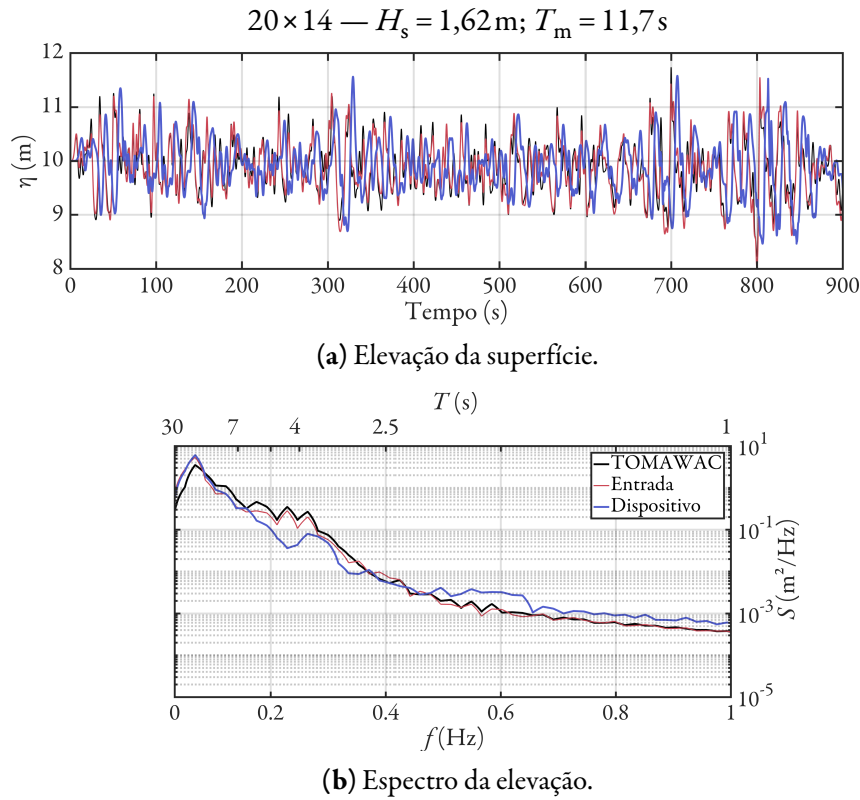 20×14 — Hs = 1,62 m; Tm = 11,7 s
12
11
10
9
8
η (m)
0 100 200 300 400 500 600 700 800 900
Tempo (s)
(a) Elevação da superfície.
T (s)
30 7 4 2.5 1
TOMAWAC
Entrada
Dispositivo
10^1
10^-1
10^-3
10^-5
S (m²/Hz)
0 0.2 0.4 0.6 0.8 1
f(Hz)
(b) Espectro da elevação.